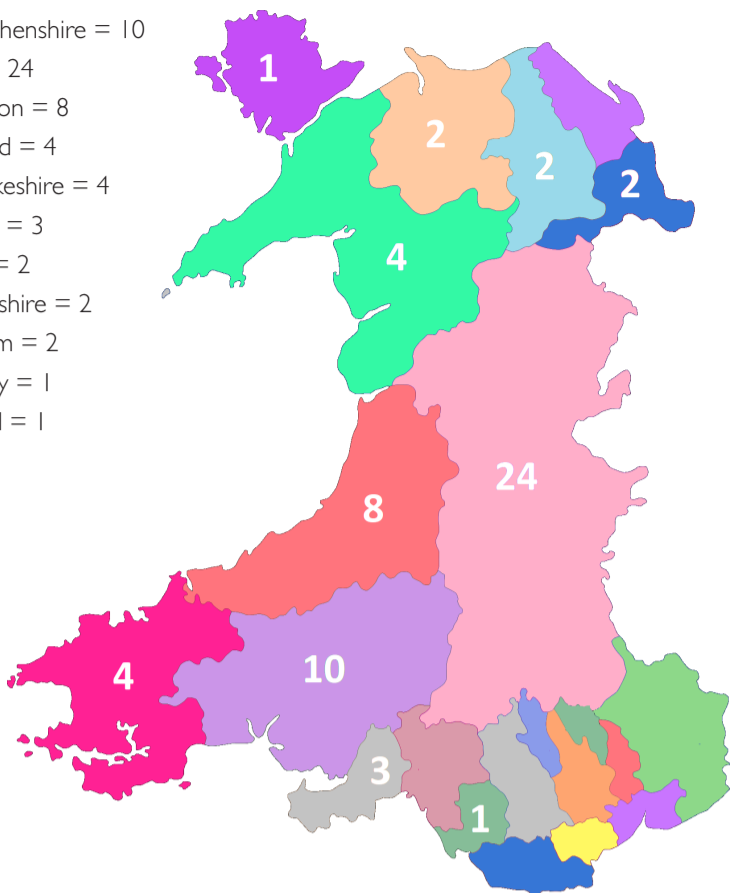 henshire = 10
24
on = 8
d = 4
keshire = 4
= 3
= 2
shire = 2
m = 2
y = 1
l = 1
1
2
2
2
4
24
8
10
4
3
1